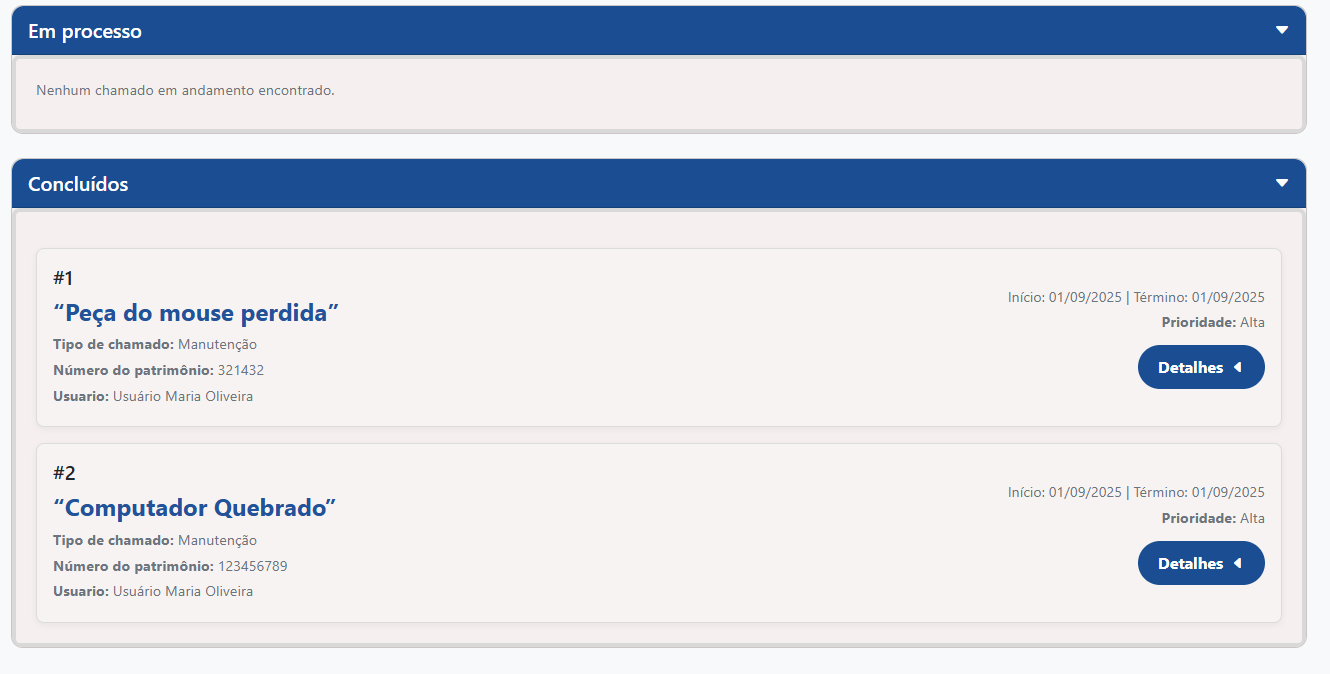 Em processo
Nenhum chamado em andamento encontrado.
Concluídos
#1
“Peça do mouse perdida”
Tipo de chamado: Manutenção
Número do patrimônio: 321432
Usuario: Usuário Maria Oliveira
Início: 01/09/2025 | Término: 01/09/2025
Prioridade: Alta
Detalhes
#2
“Computador Quebrado”
Tipo de chamado: Manutenção
Número do patrimônio: 123456789
Usuario: Usuário Maria Oliveira
Início: 01/09/2025 | Término: 01/09/2025
Prioridade: Alta
Detalhes